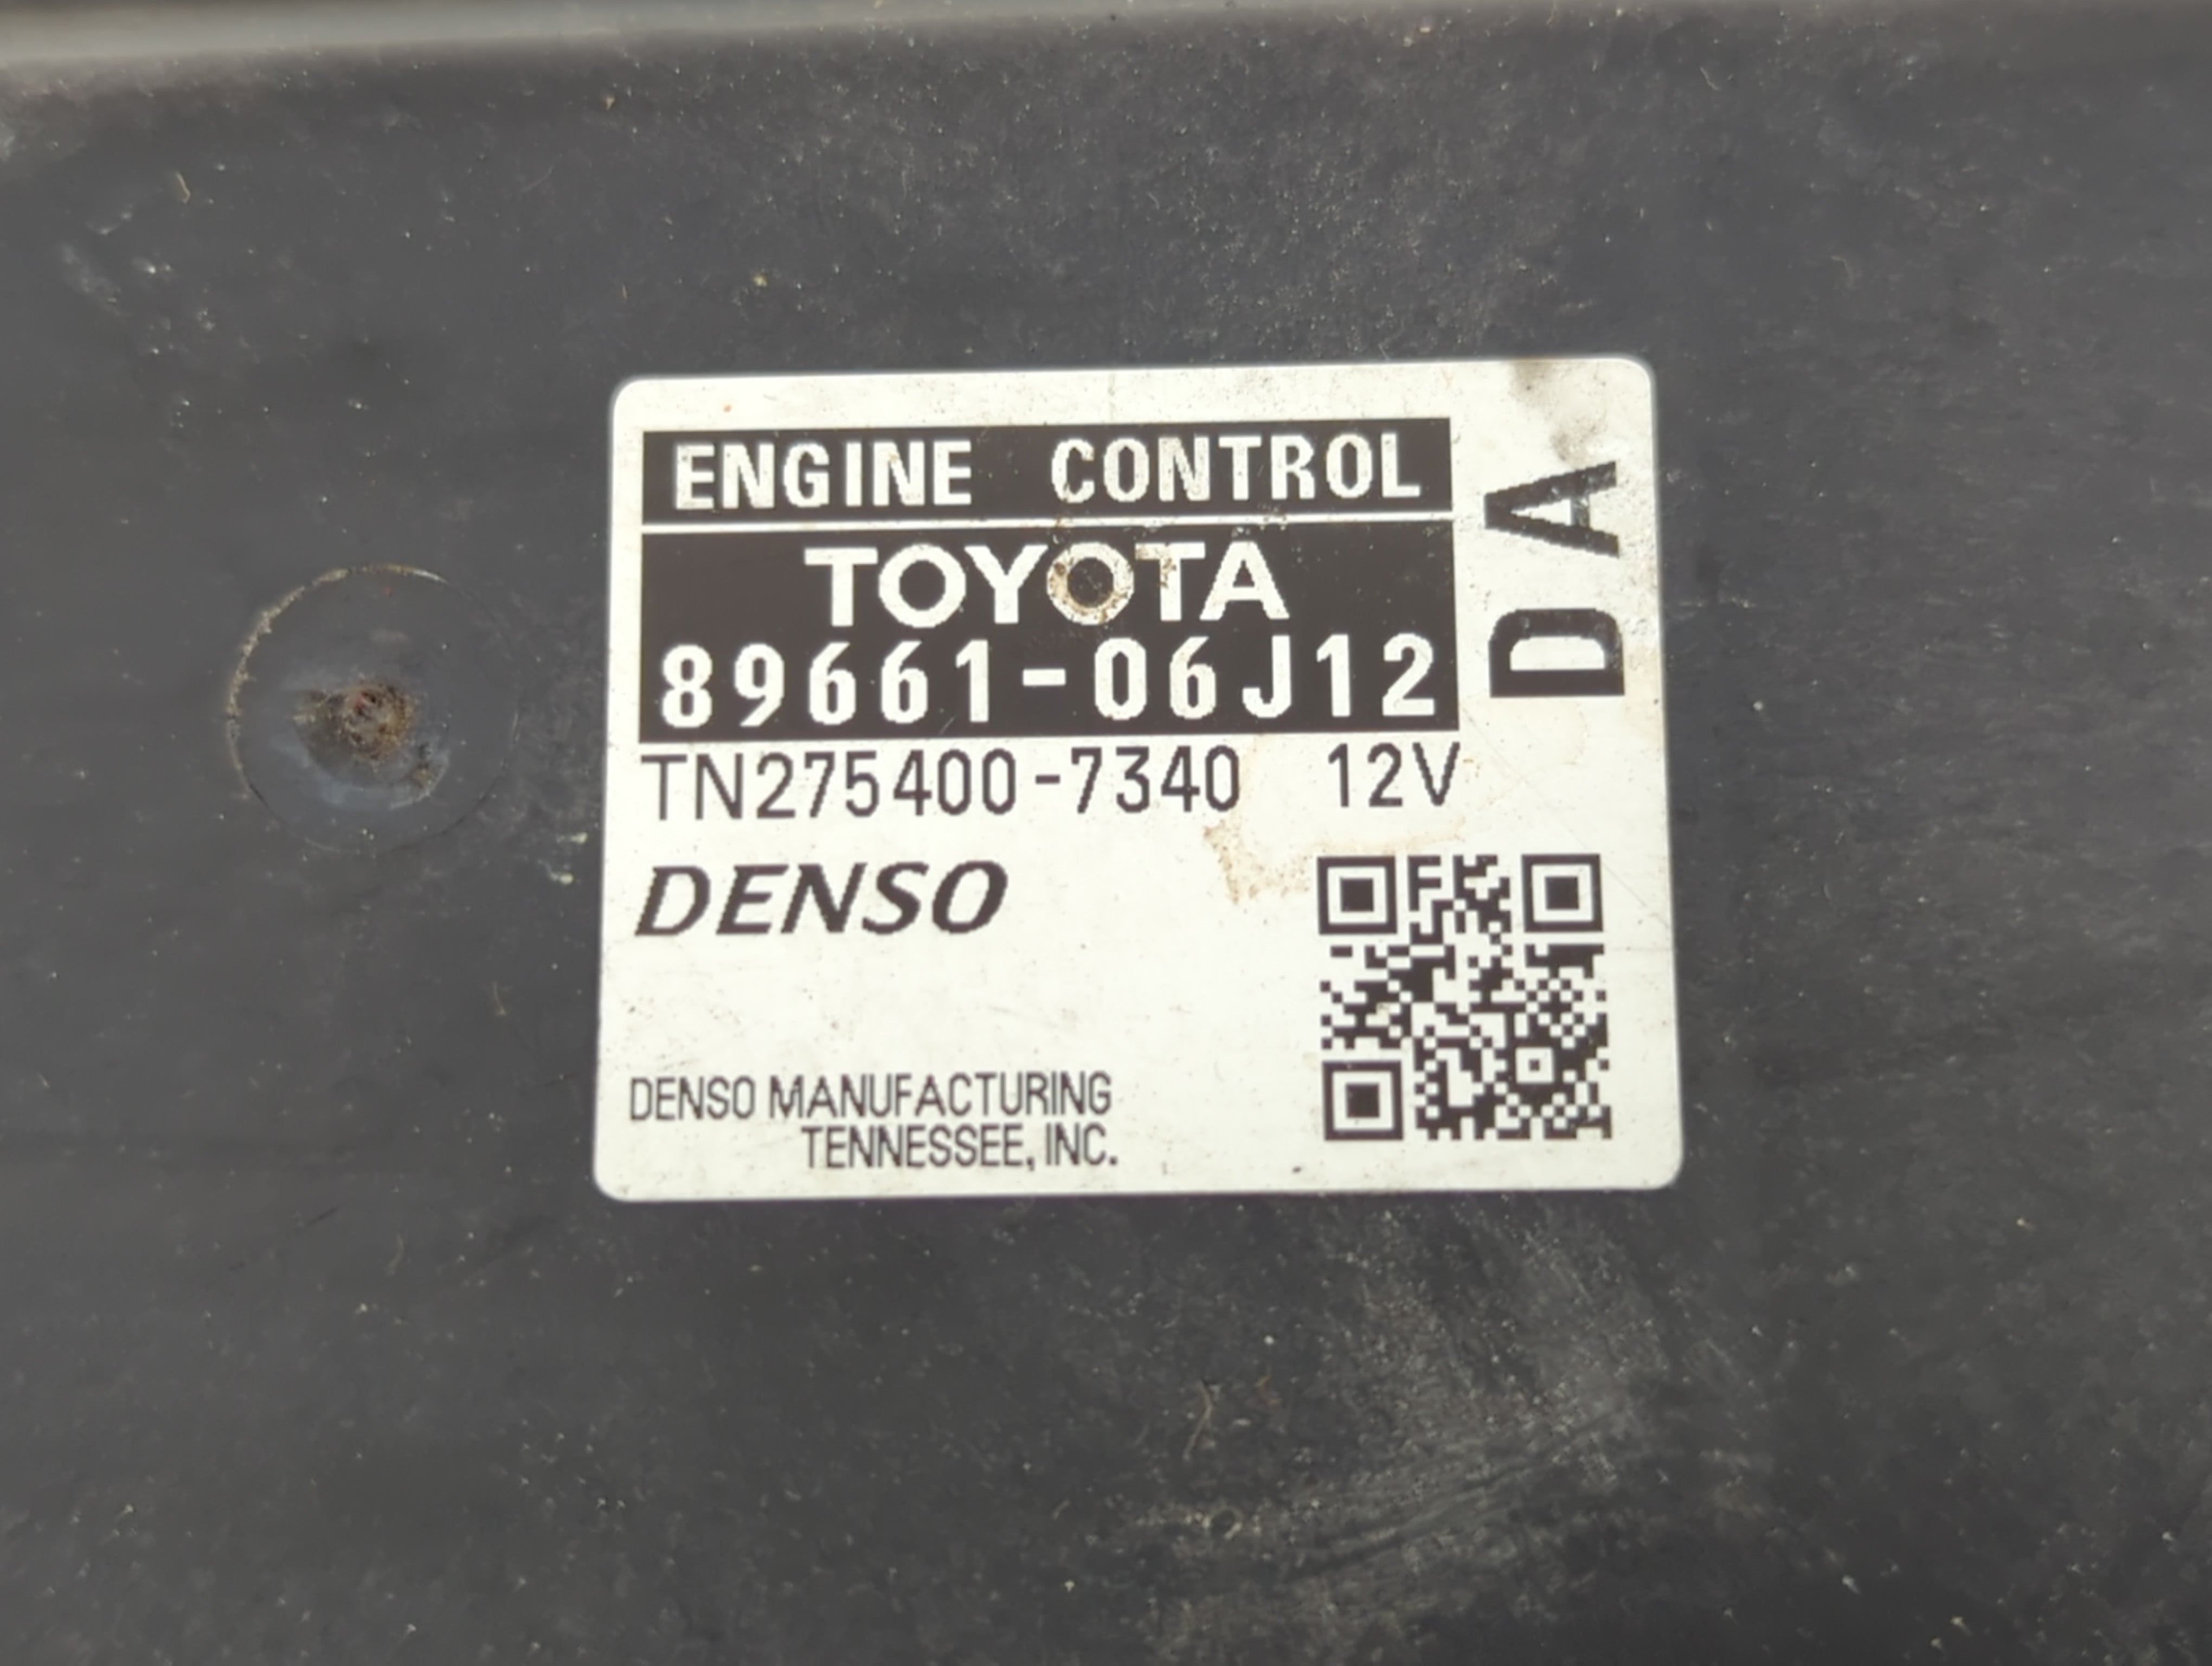 ENGINE CONTROL
TOYOTA
89661-06J12
DA
TN275400-7340 12V
DENSO
DENSO MANUFACTURING
TENNESSEE, INC.